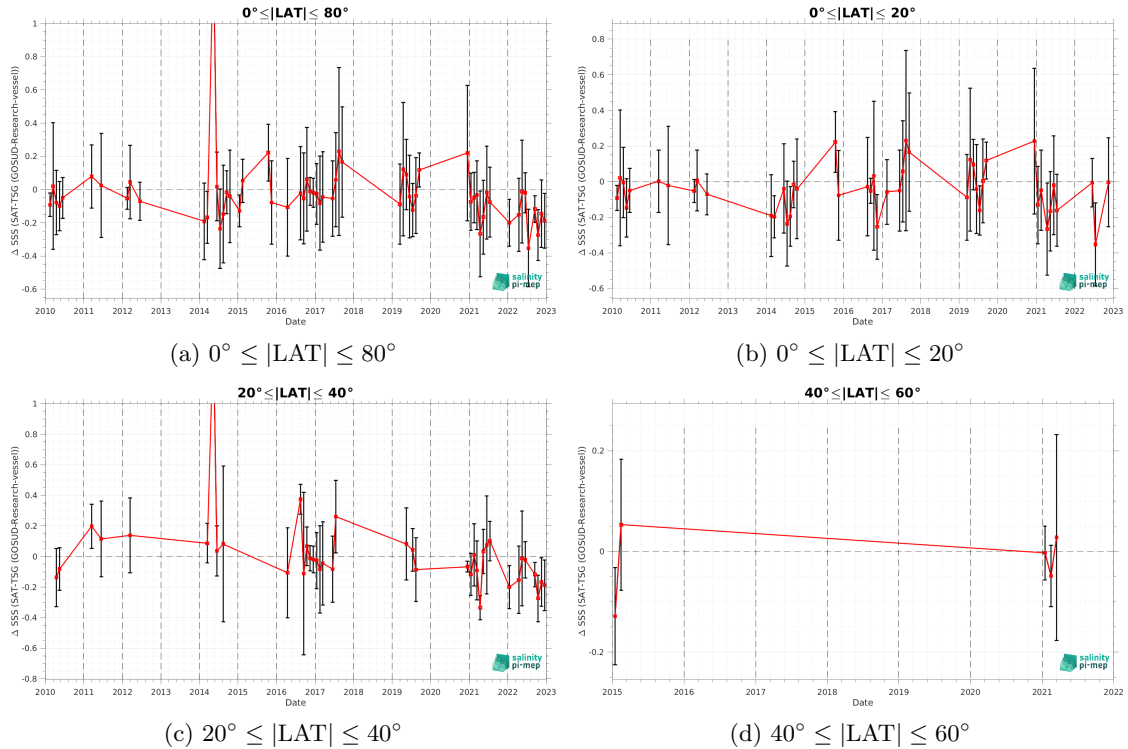 0°≤|LAT|≤ 80°
Δ SSS (SAT-TSG (GOSUD-Research-vessel))
1
0.8
0.6
0.4
0.2
0
-0.2
-0.4
-0.6
2010 2011 2012 2013 2014 2015 2016 2017 2018 2019 2020 2021 2022 2023
Date
salinity
pi-mep
(a) 0° ≤ |LAT| ≤ 80°
0°≤|LAT|≤ 20°
Δ SSS (SAT-TSG (GOSUD-Research-vessel))
0.8
0.6
0.4
0.2
0
-0.2
-0.4
-0.6
2010 2011 2012 2013 2014 2015 2016 2017 2018 2019 2020 2021 2022 2023
Date
salinity
pi-mep
(b) 0° ≤ |LAT| ≤ 20°
20°≤|LAT|≤ 40°
Δ SSS (SAT-TSG (GOSUD-Research-vessel))
1
0.8
0.6
0.4
0.2
0
-0.2
-0.4
-0.6
-0.8
2010 2011 2012 2013 2014 2015 2016 2017 2018 2019 2020 2021 2022 2023
Date
salinity
pi-mep
(c) 20° ≤ |LAT| ≤ 40°
40°≤|LAT|≤ 60°
Δ SSS (SAT-TSG (GOSUD-Research-vessel))
0.2
0
-0.2
2015 2016 2017 2018 2019 2020 2021 2022
Date
salinity
pi-mep
(d) 40° ≤ |LAT| ≤ 60°